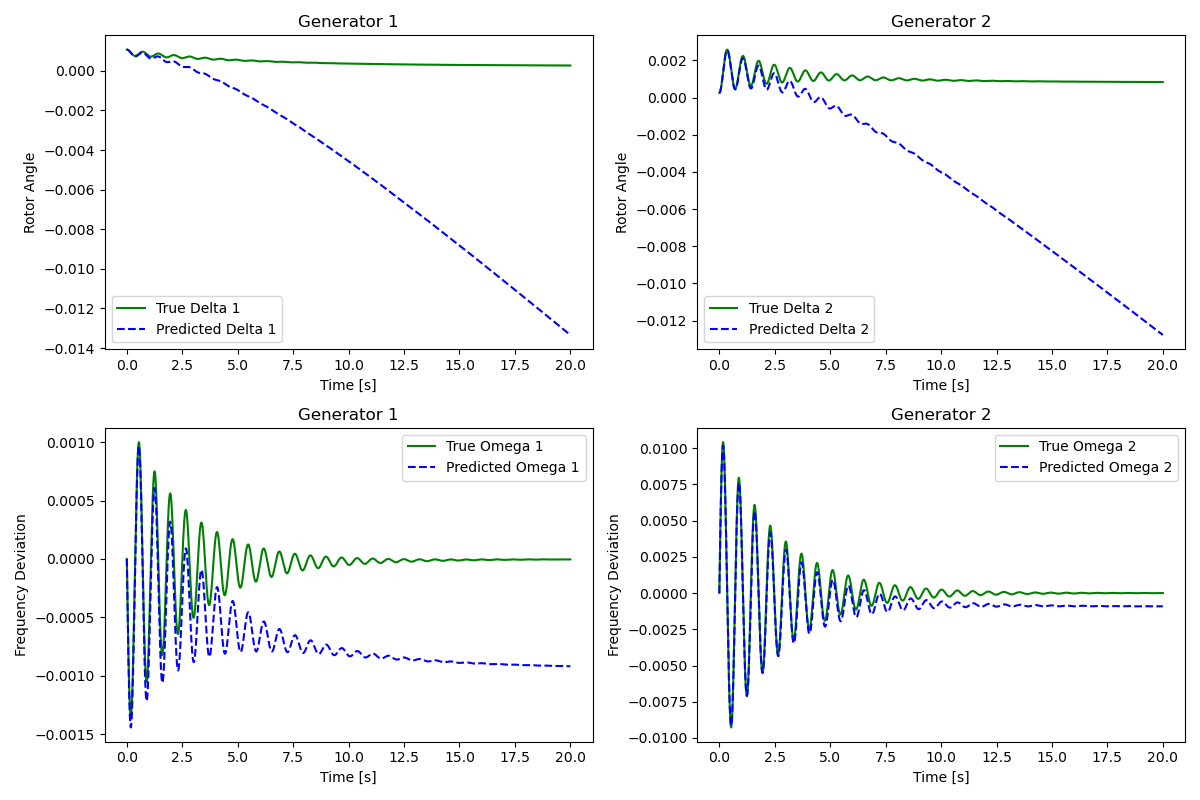 Generator 1
Rotor Angle
0.000
−0.002
−0.004
−0.006
−0.008
−0.010
−0.012
−0.014
True Delta 1
Predicted Delta 1
0.0 2.5 5.0 7.5 10.0 12.5 15.0 17.5 20.0
Time [s]
Generator 2
Rotor Angle
0.002
0.000
−0.002
−0.004
−0.006
−0.008
−0.010
−0.012
True Delta 2
Predicted Delta 2
0.0 2.5 5.0 7.5 10.0 12.5 15.0 17.5 20.0
Time [s]
Generator 1
Frequency Deviation
0.0010
0.0005
0.0000
−0.0005
−0.0010
−0.0015
True Omega 1
Predicted Omega 1
0.0 2.5 5.0 7.5 10.0 12.5 15.0 17.5 20.0
Time [s]
Generator 2
Frequency Deviation
0.0100
0.0075
0.0050
0.0025
0.0000
−0.0025
−0.0050
−0.0075
−0.0100
True Omega 2
Predicted Omega 2
0.0 2.5 5.0 7.5 10.0 12.5 15.0 17.5 20.0
Time [s]